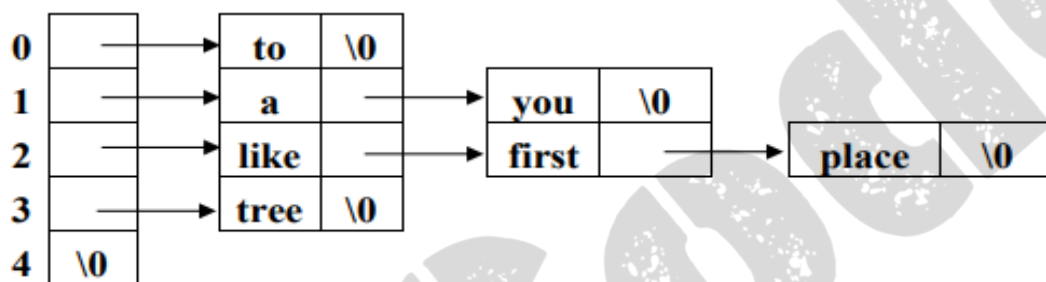 0 to \0
1 a you \0
2 like first place \0
3 tree \0
4 \0